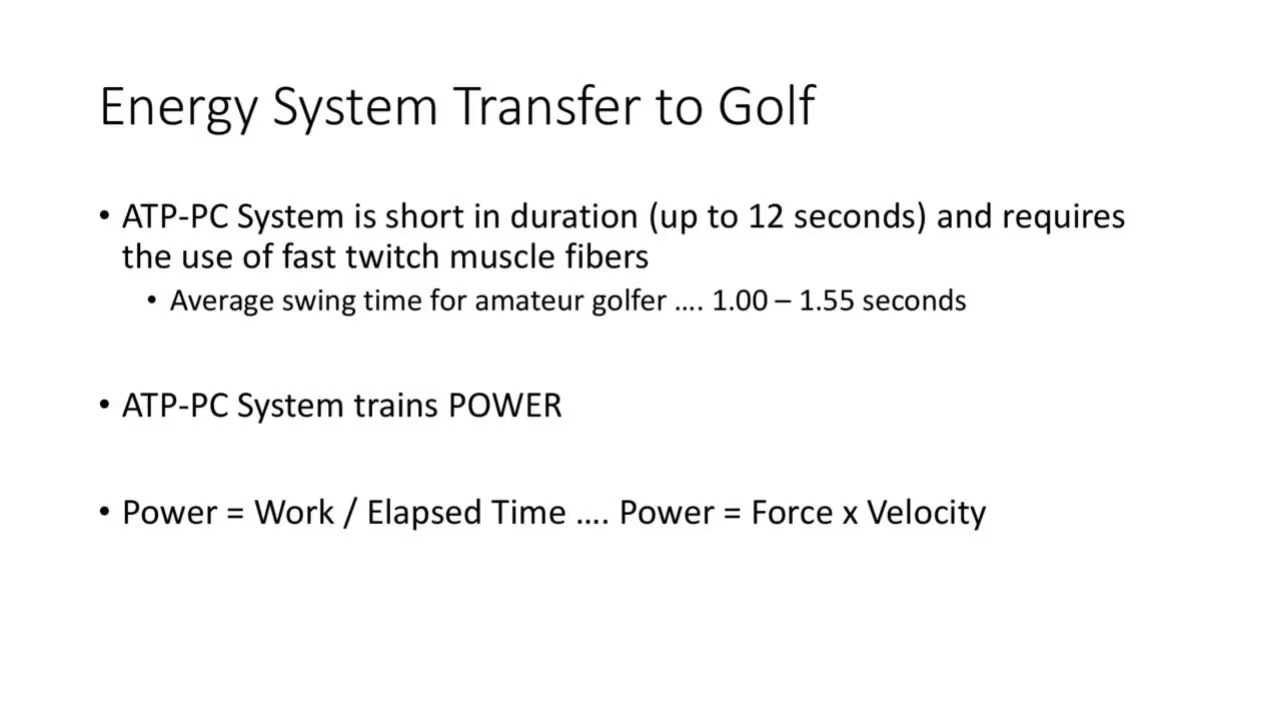 Energy System Transfer to Golf
• ATP-PC System is short in duration (up to 12 seconds) and requires
the use of fast twitch muscle fibers
• Average swing time for amateur golfer .... 1.00 – 1.55 seconds
• ATP-PC System trains POWER
• Power = Work / Elapsed Time .... Power = Force x Velocity